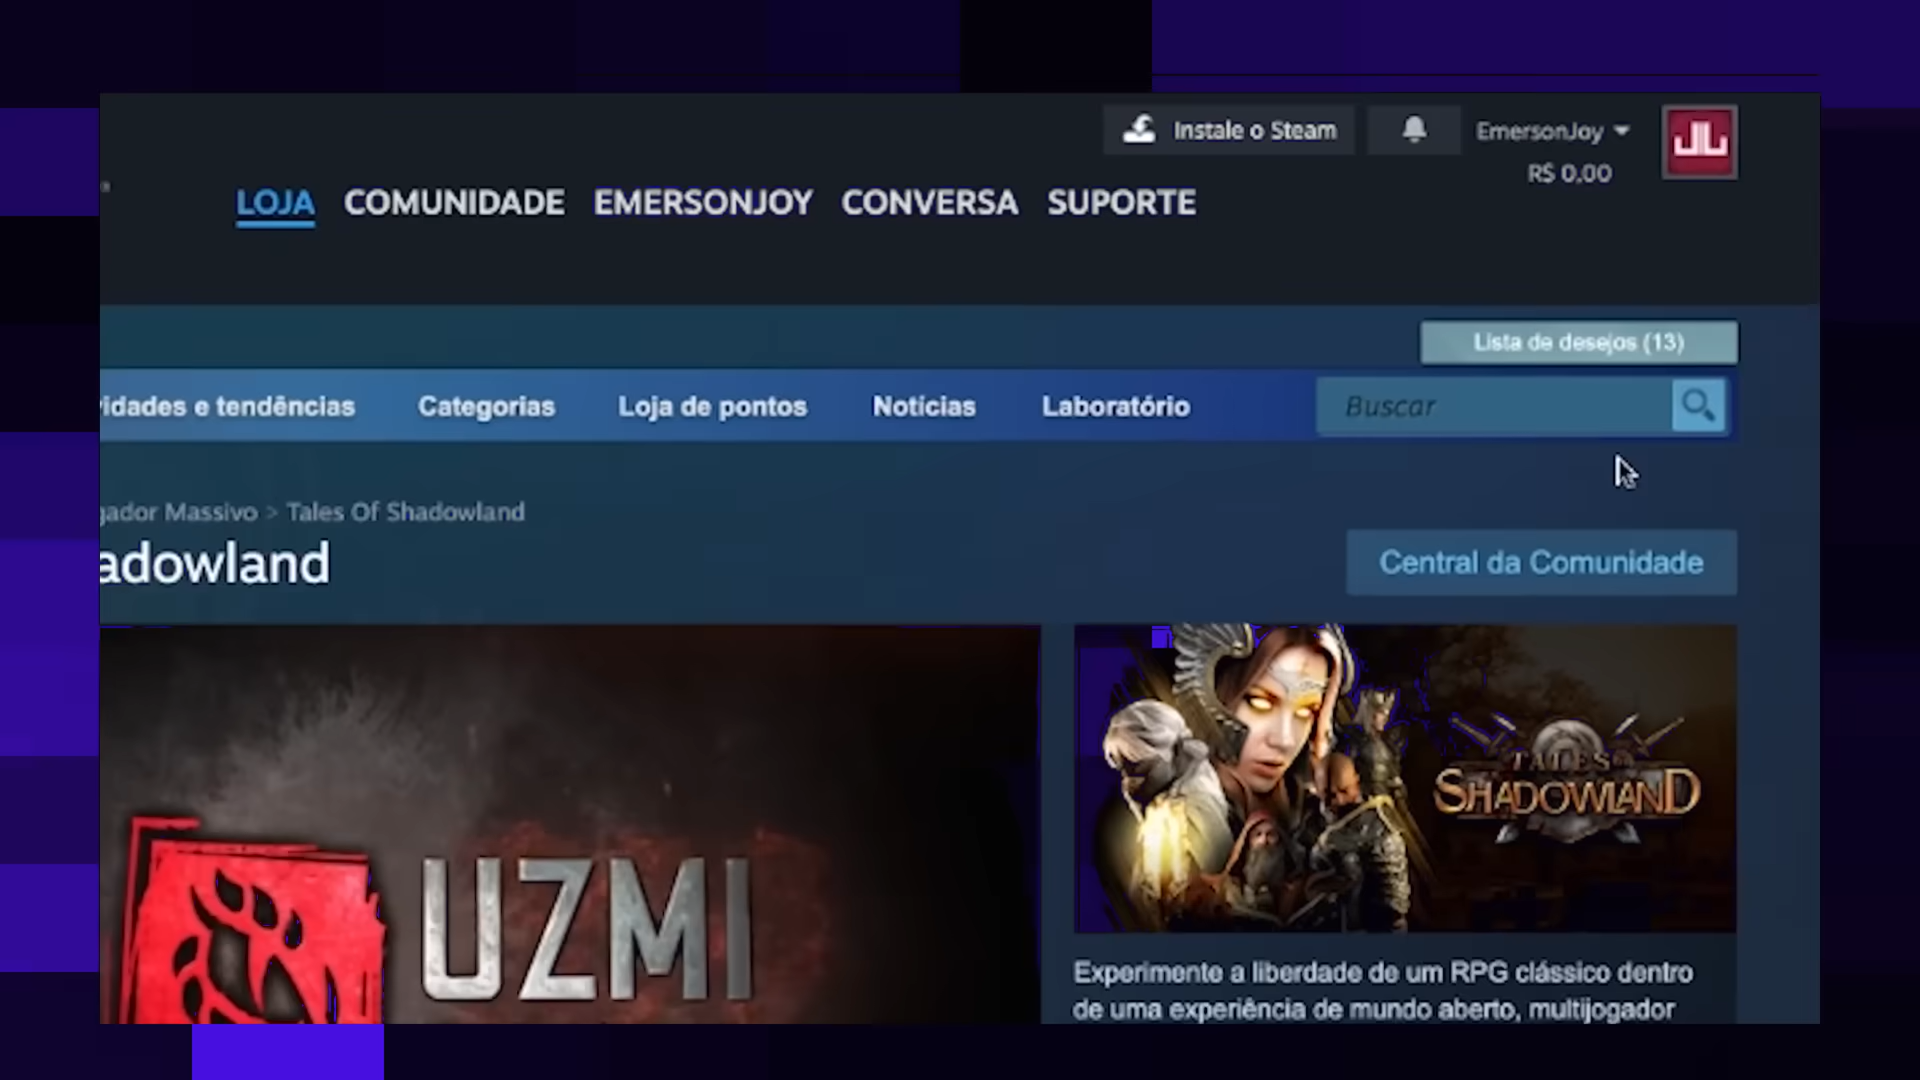 Instale o Steam
EmersonJoy
R$ 0,00
LOJA COMUNIDADE EMERSONJOY CONVERSA SUPORTE
Lista de desejos (13)
idades e tendências Categorias Loja de pontos Notícias Laboratório Buscar
gador Massivo > Tales Of Shadowland
adowland
Central da Comunidade
TALES OF
SHADOWLAND
UZMI
Experimente a liberdade de um RPG clássico dentro
de uma experiência de mundo aberto, multijogador